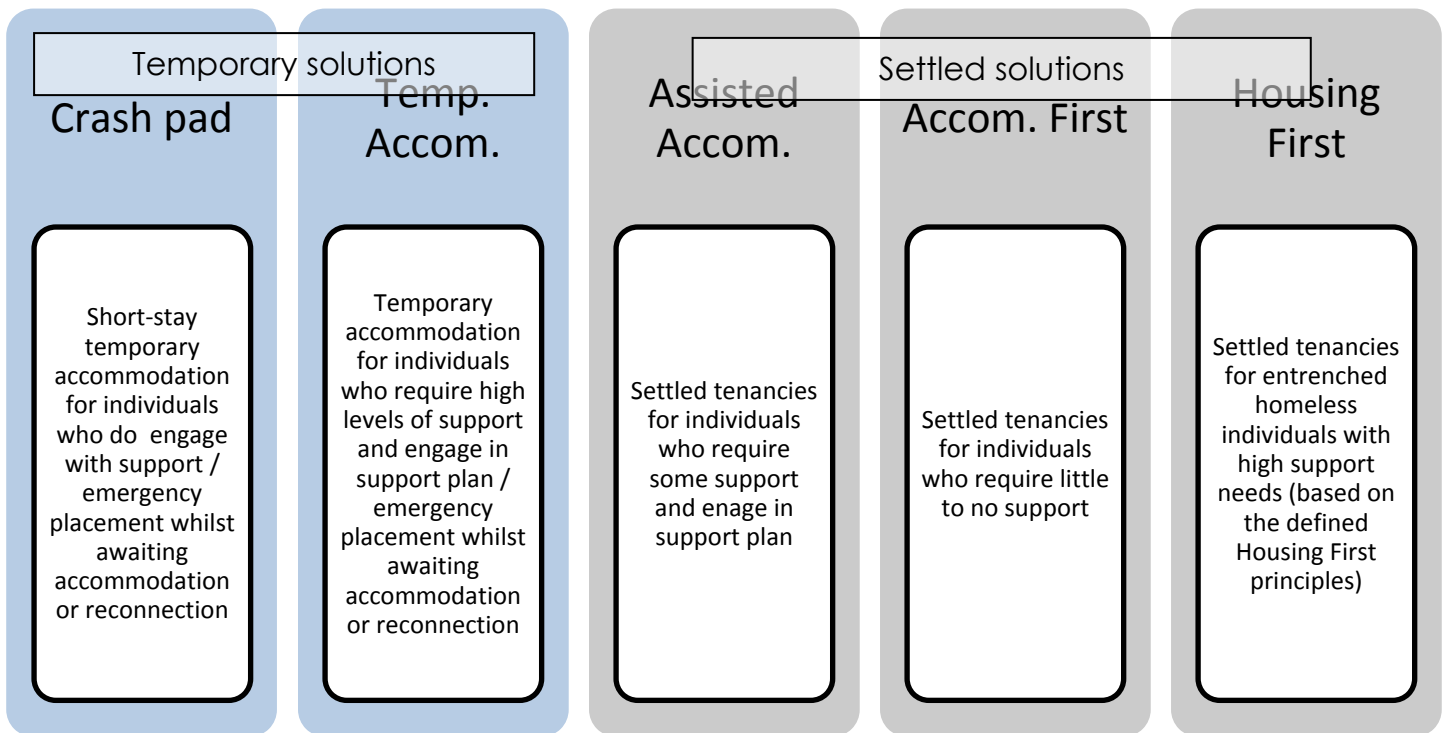 Temporary solutions
Settled solutions
Crash pad
Temp.
Accom.
Assisted
Accom.
Accom. First
Housing
First
Short-stay
temporary
accommodation
for individuals
who do  engage
with support /
emergency
placement whilst
awaiting
accommodation
or reconnection
Temporary
accommodation
for individuals
who require high
levels of support
and engage in
support plan /
emergency
placement whilst
awaiting
accommodation
or reconnection
Settled tenancies
for individuals
who require
some support
and enage in
support plan
Settled tenancies
for individuals
who require little
to no support
Settled tenancies
for entrenched
homeless
individuals with
high support
needs (based on
the defined
Housing First
principles)